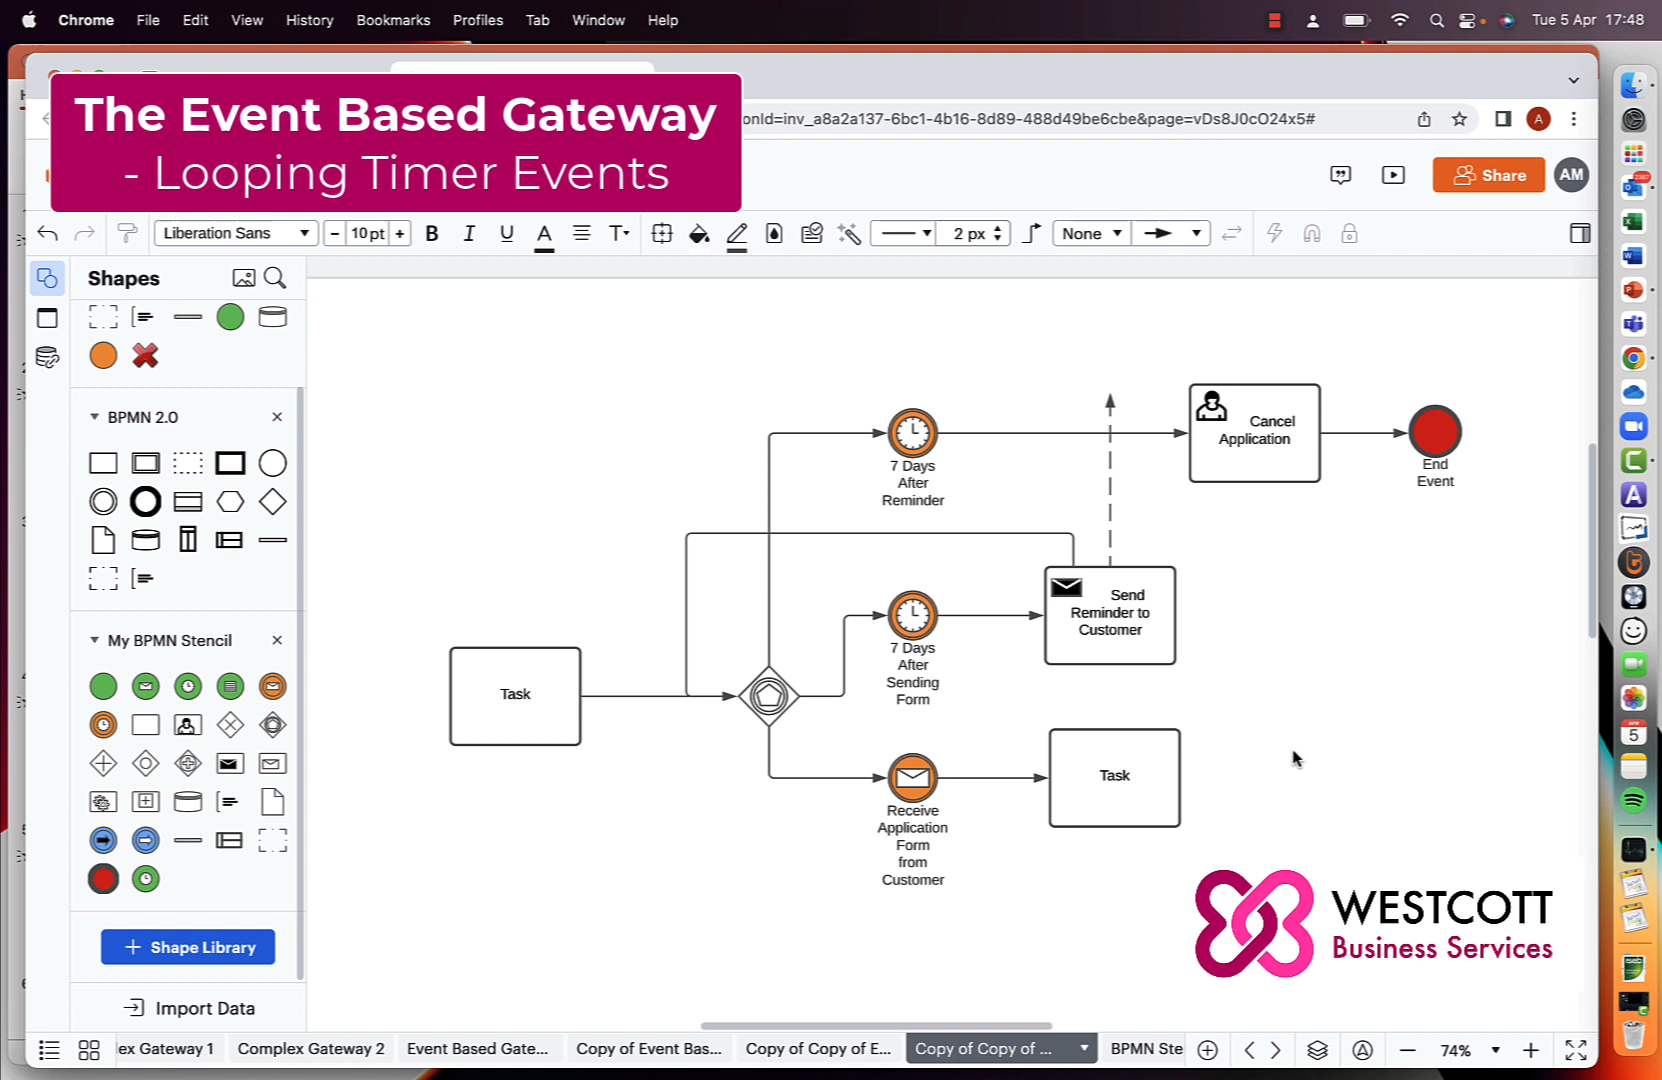 Chrome File Edit View History Bookmarks Profiles Tab Window Help Tue 5 Apr 17:48
The Event Based Gateway
- Looping Timer Events
onId=inv_a8a2a137-6bc1-4b16-8d89-488d49be6cbe&page=vDs8J0cO24x5#
A
Share
AM
Liberation Sans
- 10 pt +
B I U A T
2 px
None
Shapes
BPMN 2.0
My BPMN Stencil
+ Shape Library
Import Data
7 Days
After
Reminder
Cancel
Application
End
Event
Send
Reminder to
Customer
7 Days
After
Sending
Form
Task
Receive
Application
Form
from
Customer
Task
WESTCOTT
Business Services
ex Gateway 1 Complex Gateway 2 Event Based Gate... Copy of Event Bas... Copy of Copy of E... Copy of Copy of ... BPMN Ste 74%